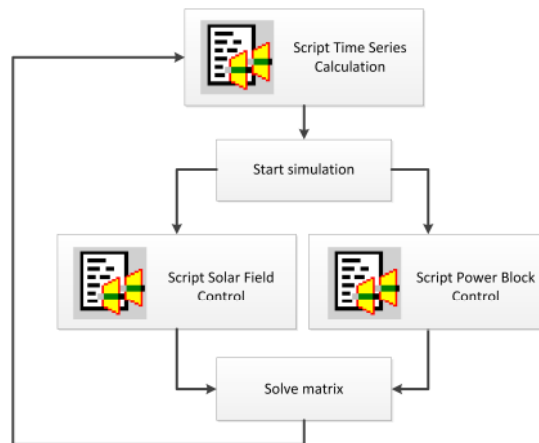 Script Time Series
Calculation
Start simulation
Script Solar Field
Control
Script Power Block
Control
Solve matrix